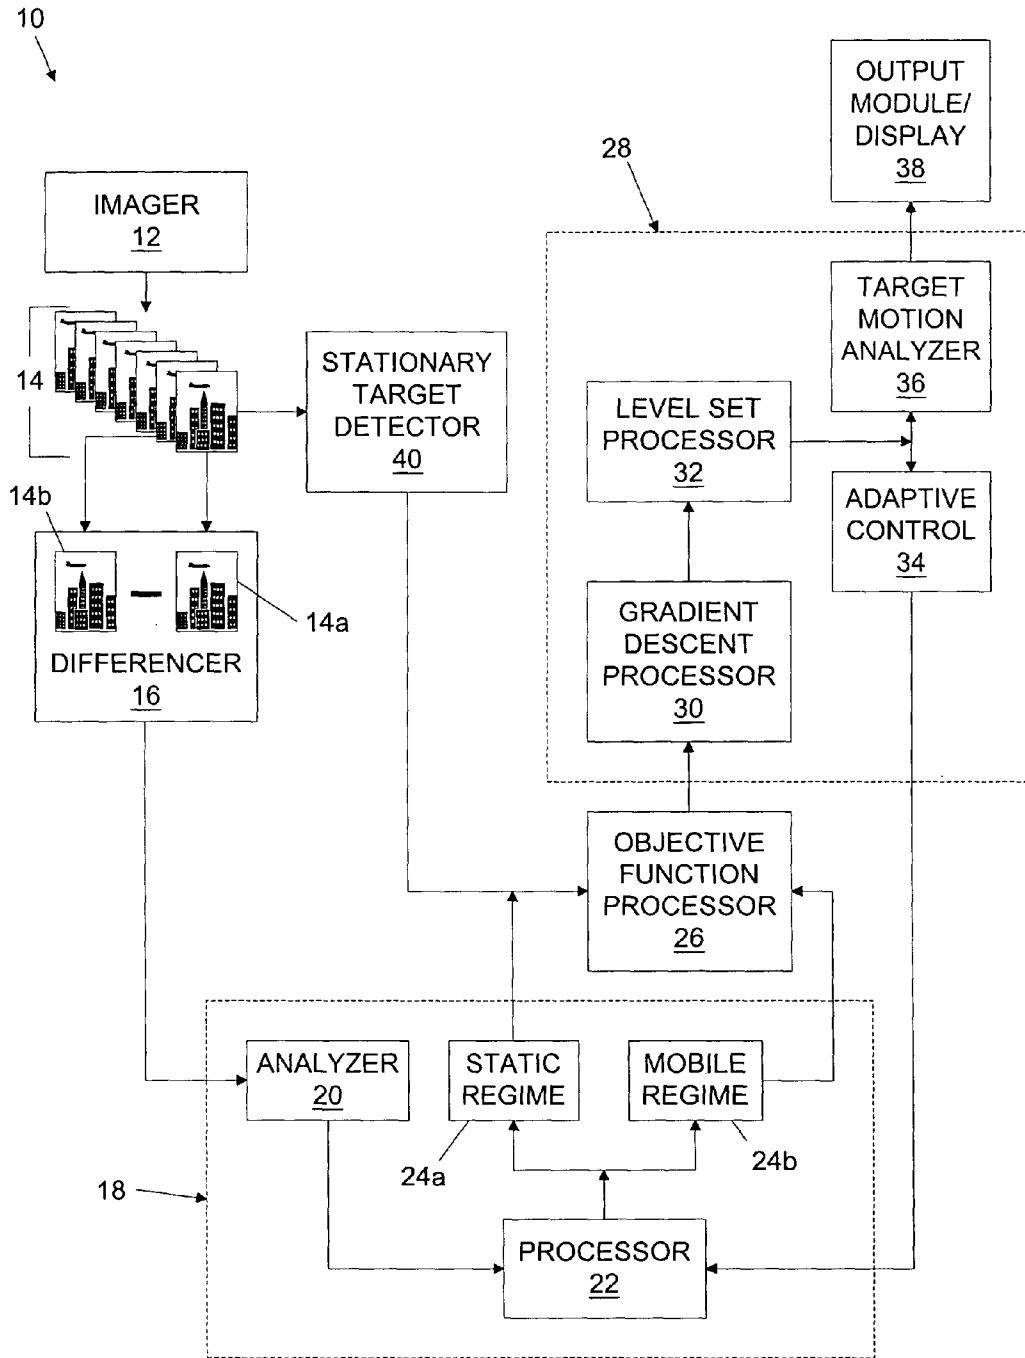 10
OUTPUT
MODULE/
DISPLAY
38
28
IMAGER
12
14
STATIONARY
TARGET
DETECTOR
40
TARGET
MOTION
ANALYZER
36
LEVEL SET
PROCESSOR
32
ADAPTIVE
CONTROL
34
14b
14a
DIFFERENCER
16
GRADIENT
DESCENT
PROCESSOR
30
OBJECTIVE
FUNCTION
PROCESSOR
26
ANALYZER
20
STATIC
REGIME
MOBILE
REGIME
24a
24b
18
PROCESSOR
22